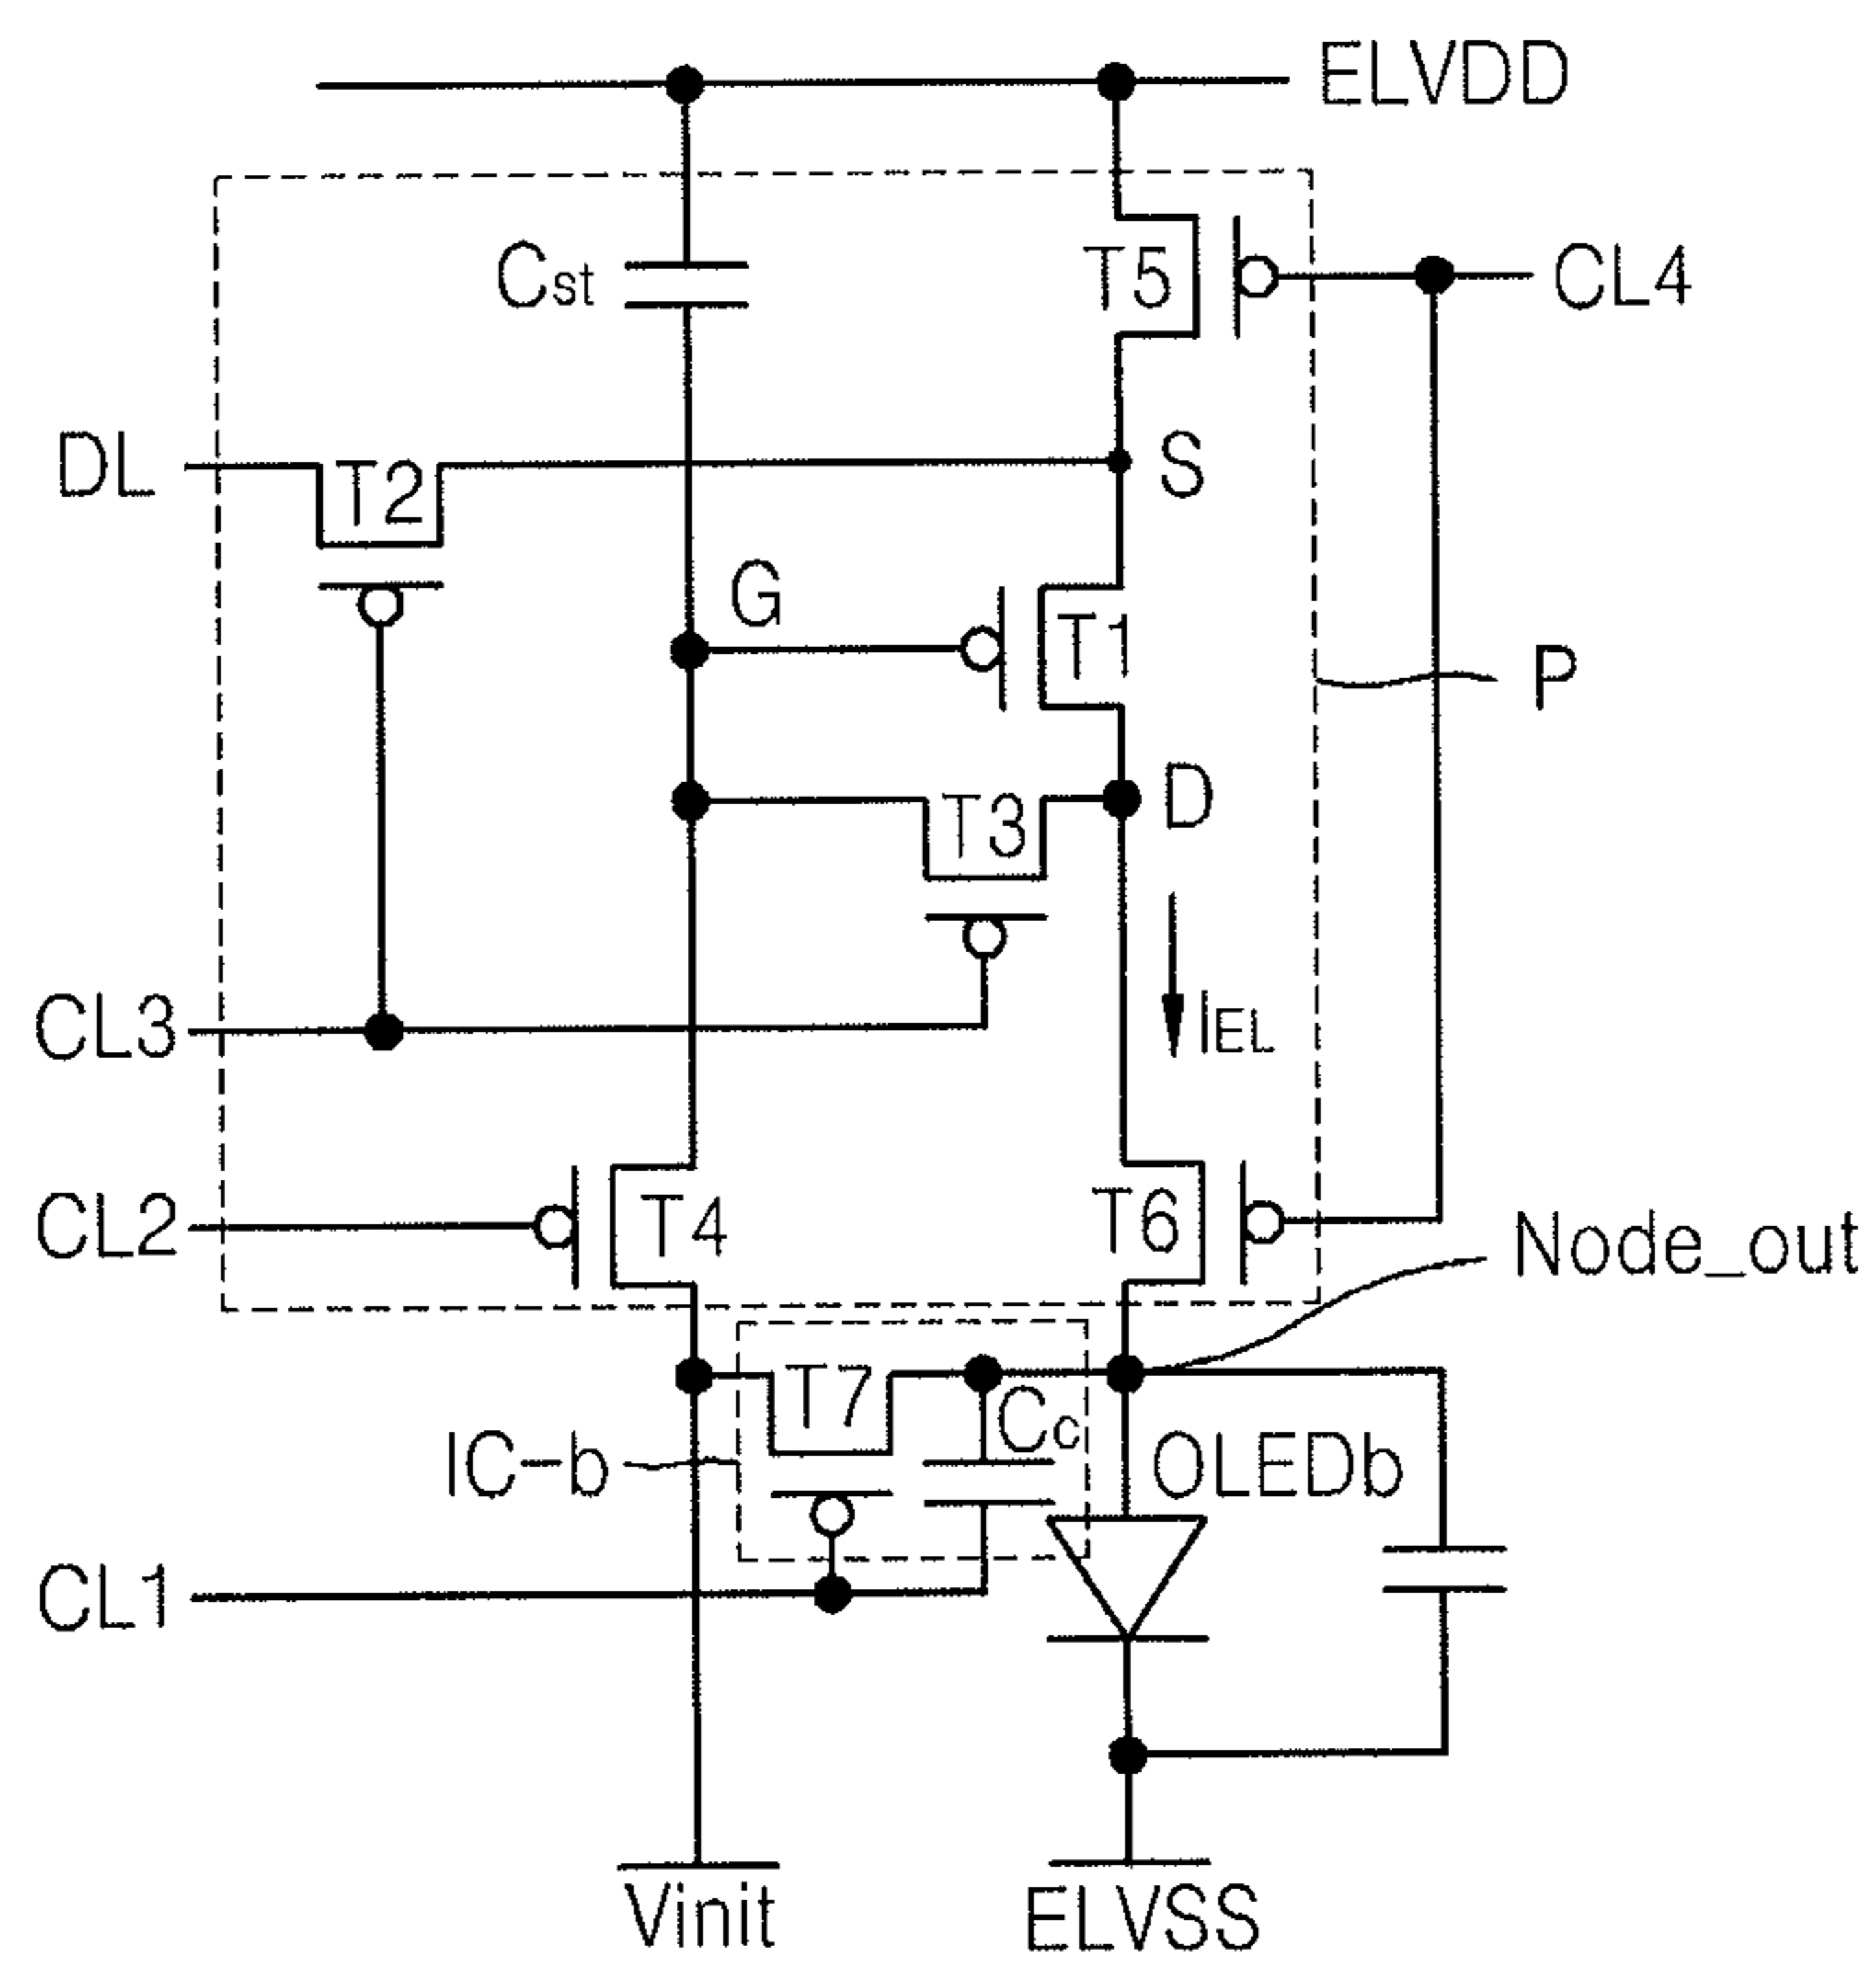 ELVDD
Cst
T5
CL4
DL
T2
S
G
T1
P
D
T3
CL3
IEL
CL2
T4
T6
Node_out
T7
Cc
IC-b
OLEDb
CL1
Vinit
ELVSS